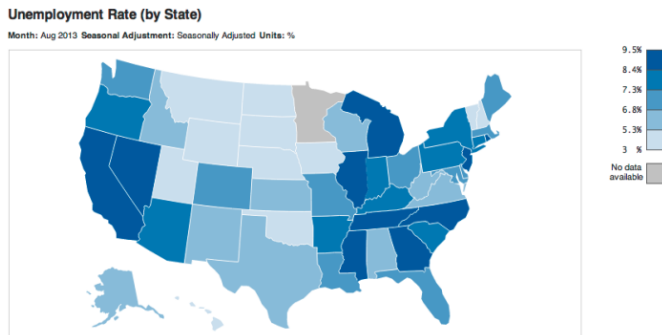 Unemployment Rate (by State)
Month: Aug 2013 Seasonal Adjustment: Seasonally Adjusted Units: %
9.5%
8.4%
7.3%
6.8%
5.3%
3 %
No data
available